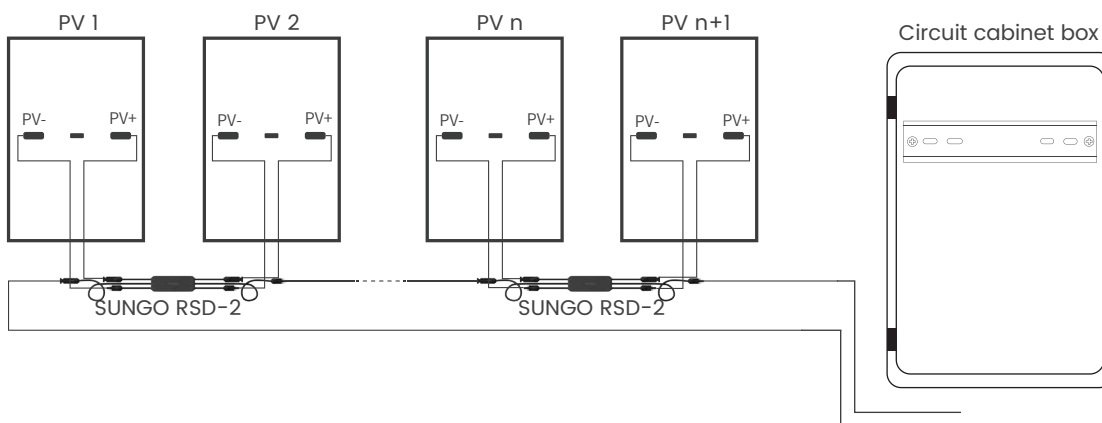 PV 1
PV 2
PV n
PV n+1
Circuit cabinet box
PV-
PV+
PV-
PV+
PV-
PV+
PV-
PV+
SUNGO RSD-2
SUNGO RSD-2